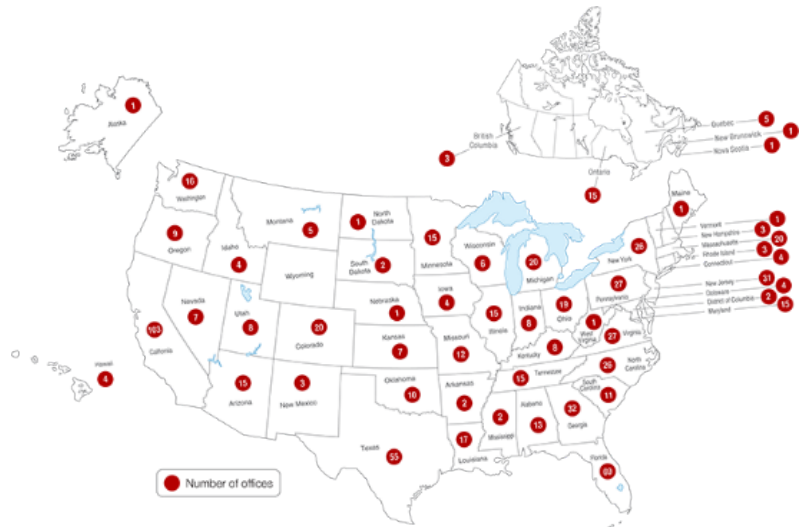 1
Alaska
Quebec 5
New Brunswick 1
Nova Scotia 1
British
Columbia
3
Ontario
15
16
Washington
Montana
5
1
North
Dakota
15
Minnesota
Wisconsin
6
Michigan
Maine
1
Vermont 1
New Hampshire 3
Massachusetts 20
Rhode Island 3
Connecticut 4
9
Oregon
Idaho
4
Wyoming
South
Dakota
2
New York
26
New Jersey 31
Delaware 4
District of Columbia 2
Maryland 15
Pennsylvania
27
Nevada
7
Utah
8
Colorado
Nebraska
1
Iowa
4
Illinois
15
Indiana
8
19
Ohio
West
Virginia
1
27
Virginia
103
California
Kansas
7
Missouri
12
Kentucky
8
Hawaii
4
15
Arizona
3
New Mexico
Oklahoma
10
Arkansas
2
15
Tennessee
North
Carolina
South
Carolina
11
Texas
55
17
Louisiana
2
Mississippi
Alabama
13
32
Georgia
Florida
Number of offices